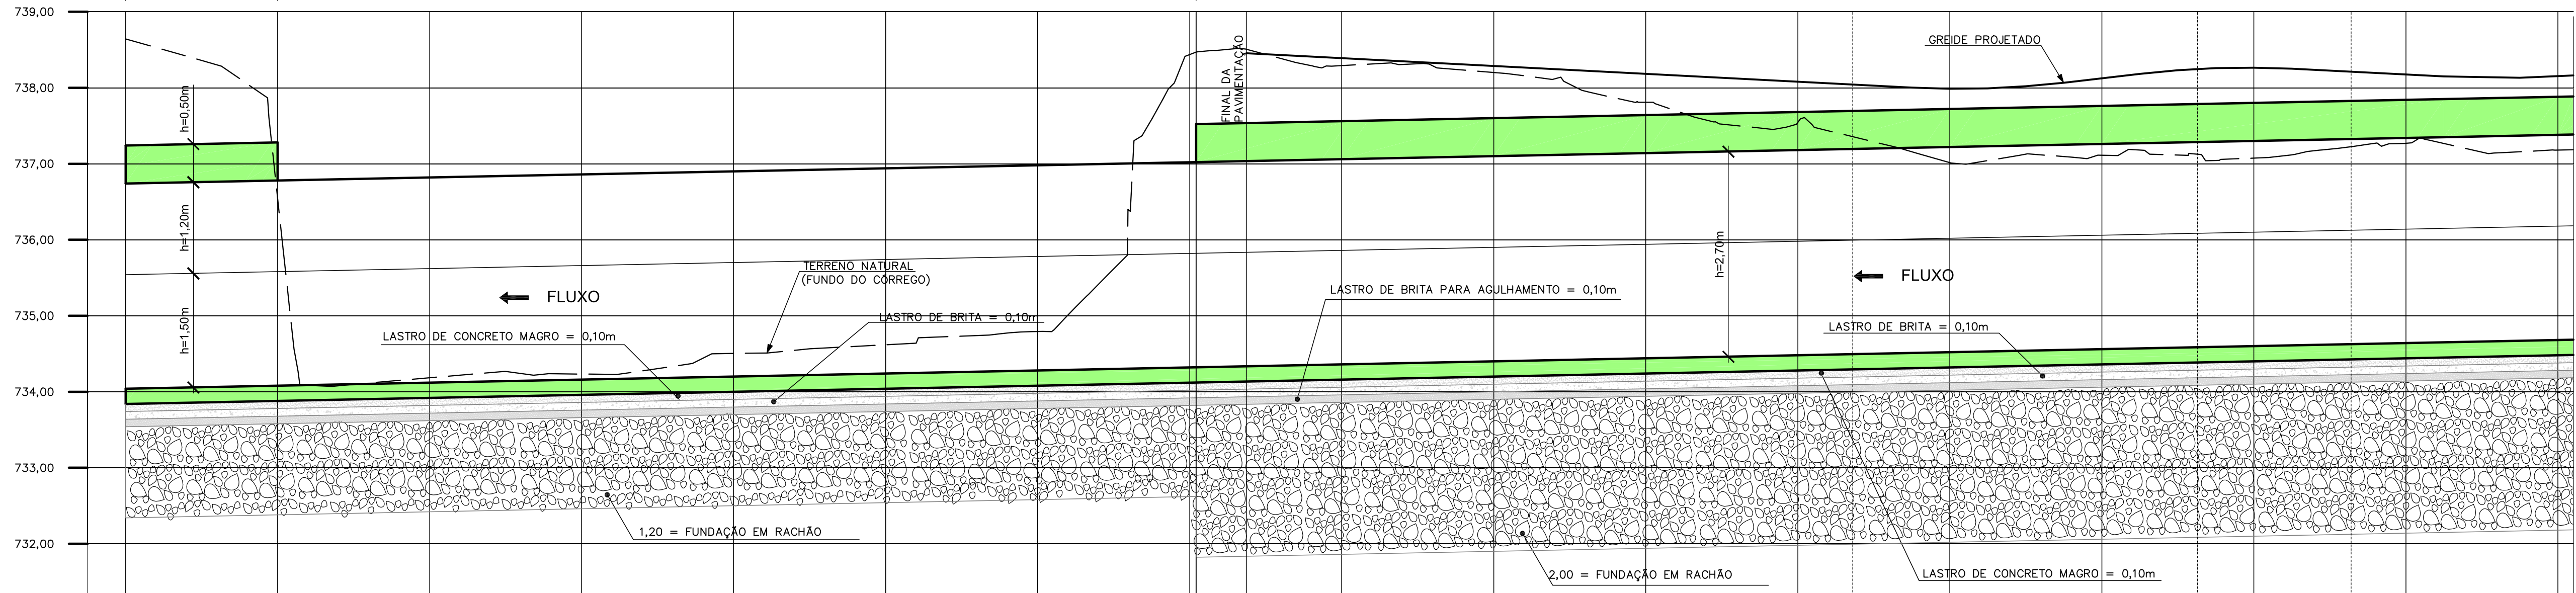 739,00
738,00
737,00
736,00
735,00
734,00
733,00
732,00
h=0,50m
h=1,20m
h=1,50m
FLUXO
TERRENO NATURAL
(FUNDO DO CÓRREGO)
LASTRO DE CONCRETO MAGRO = 0,10m
LASTRO DE BRITA = 0,10m
1,20 = FUNDAÇÃO EM RACHÃO
FINAL DA
PAVIMENTAÇÃO
LASTRO DE BRITA PARA AGULHAMENTO = 0,10m
h=2,70m
GREIDE PROJETADO
FLUXO
LASTRO DE BRITA = 0,10m
2,00 = FUNDAÇÃO EM RACHÃO
LASTRO DE CONCRETO MAGRO = 0,10m